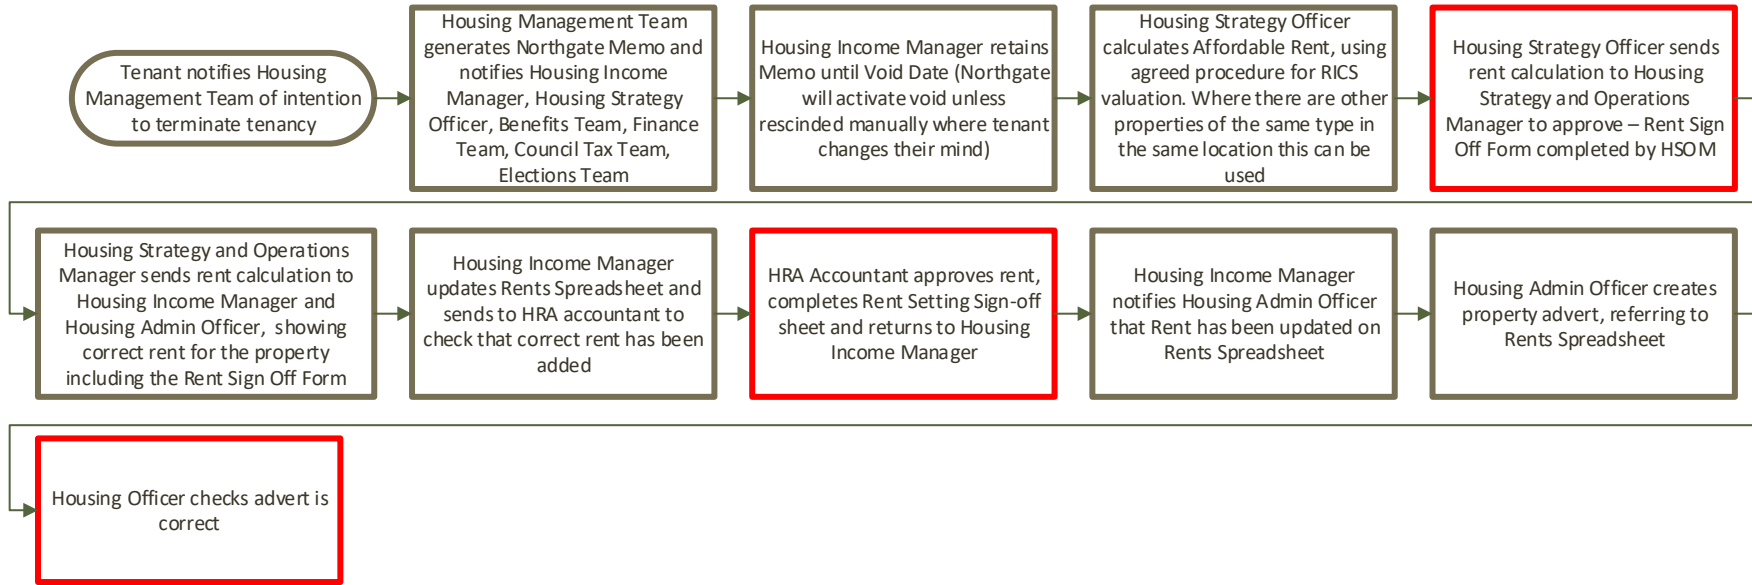 Tenant notifies Housing
Management Team of intention
to terminate tenancy
Housing Management Team
generates Northgate Memo and
notifies Housing Income
Manager, Housing Strategy
Officer, Benefits Team, Finance
Team, Council Tax Team,
Elections Team
Housing Income Manager retains
Memo until Void Date (Northgate
will activate void unless
rescinded manually where tenant
changes their mind)
Housing Strategy Officer
calculates Affordable Rent, using
agreed procedure for RICS
valuation. Where there are other
properties of the same type in
the same location this can be
used
Housing Strategy Officer sends
rent calculation to Housing
Strategy and Operations
Manager to approve – Rent Sign
Off Form completed by HSOM
Housing Strategy and Operations
Manager sends rent calculation to
Housing Income Manager and
Housing Admin Officer, showing
correct rent for the property
including the Rent Sign Off Form
Housing Income Manager
updates Rents Spreadsheet and
sends to HRA accountant to
check that correct rent has been
added
HRA Accountant approves rent,
completes Rent Setting Sign-off
sheet and returns to Housing
Income Manager
Housing Income Manager
notifies Housing Admin Officer
that Rent has been updated on
Rents Spreadsheet
Housing Admin Officer creates
property advert, referring to
Rents Spreadsheet
Housing Officer checks advert is
correct